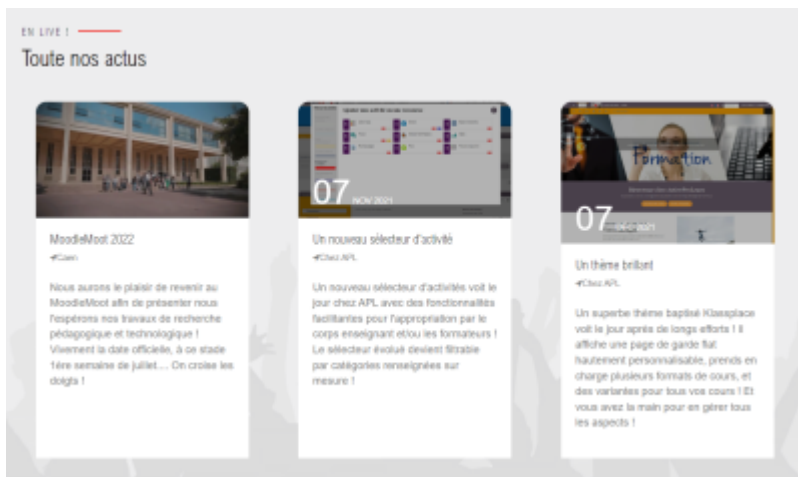 EN LIVE !
Toute nos actus
MoodleMoot 2022
Caen
Nous aurons le plaisir de revenir au
MoodleMoot afin de présenter nous
l'espérons nos travaux de recherche
pédagogique et technologique !
Vivement la date officielle, à ce stade
1ère semaine de juillet.... On croise les
doigts !
07 NOV 2021
Un nouveau sélecteur d'activité
Chez APL
Un nouveau sélecteur d'activités voit le
jour chez APL avec des fonctionnalités
facilitantes pour l'appropriation par le
corps enseignant et/ou les formateurs !
Le sélecteur évolué devient filtrable
par catégories renseignées sur
mesure !
Formation
07 DEC 2021
Un thème brillant
Chez APL
Un superbe thème baptisé Klassplace
voit le jour après de longs efforts ! Il
affiche une page de garde flat
hautement personnalisable, prends en
charge plusieurs formats de cours, et
des variantes pour tous vos cours ! Et
vous avez la main pour en gérer tous
les aspects !